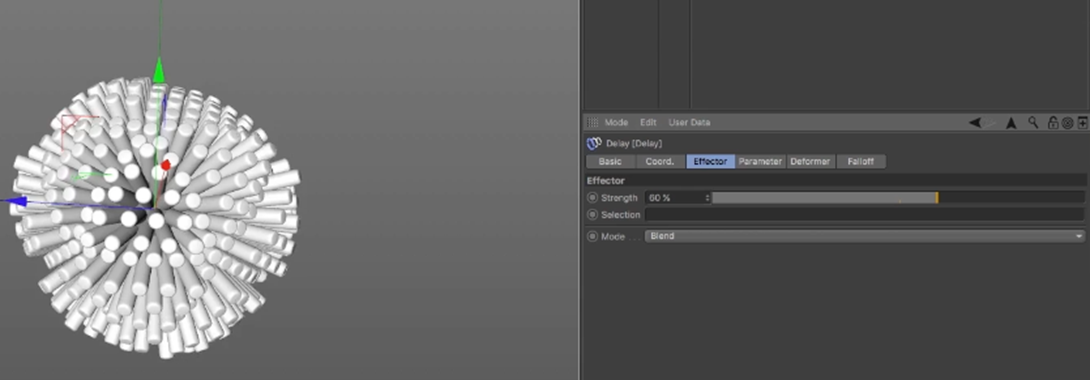 Mode Edit User Data
Delay [Delay]
Basic Coord. Effector Parameter Deformer Falloff
Effector
Strength 60 %
Selection
Mode . . . Blend